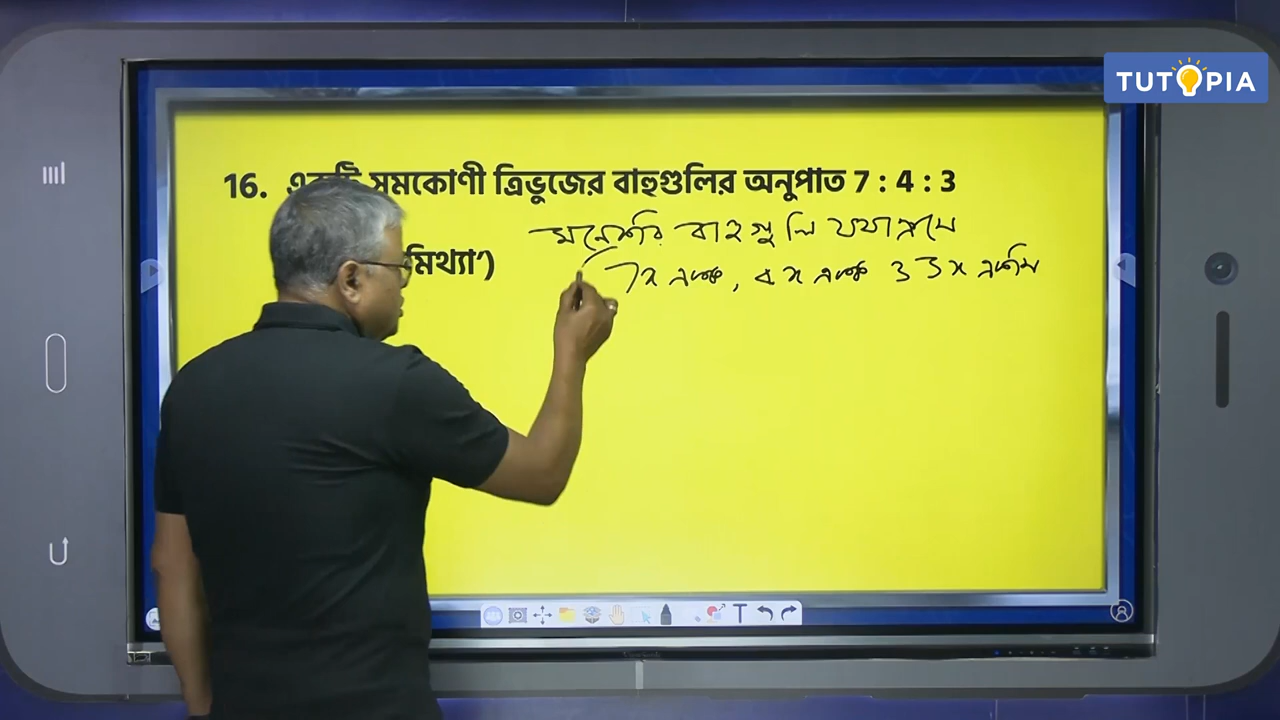 TUTOPIA
16. একটি সমকোণী ত্রিভুজের বাহুগুলির অনুপাত 7 : 4 : 3
মিথ্যা’)
মনেকরি বাহুগুলি যথাক্রমে
7x একক, 4x একক ও 3x একক
T